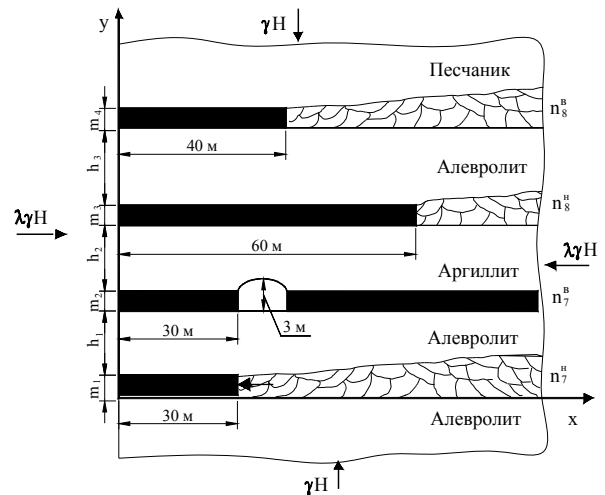 y
γH
Песчаник
m4
n8в
40 м
h3
Алевролит
m3
n8н
λγH
60 м
h2
λγH
Аргиллит
m2
n7в
30 м
3 м
h1
Алевролит
m1
n7н
30 м
Алевролит
x
γH